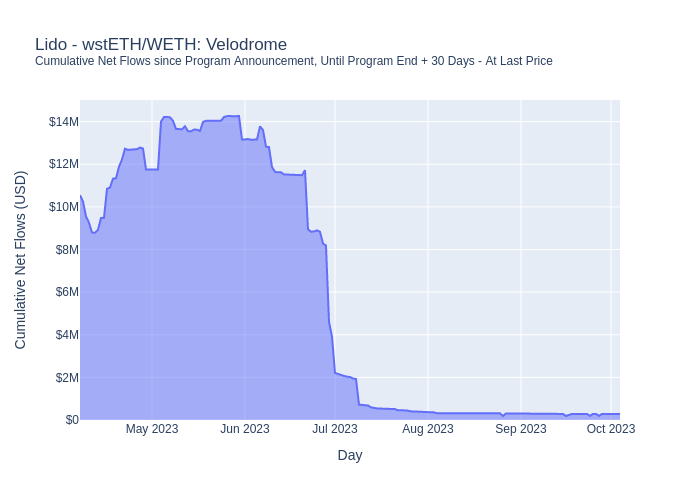 Lido - wstETH/WETH: Velodrome
Cumulative Net Flows since Program Announcement, Until Program End + 30 Days - At Last Price
$14M
$12M
$10M
$8M
$6M
$4M
$2M
$0
Cumulative Net Flows (USD)
May 2023
Jun 2023
Jul 2023
Aug 2023
Sep 2023
Oct 2023
Day